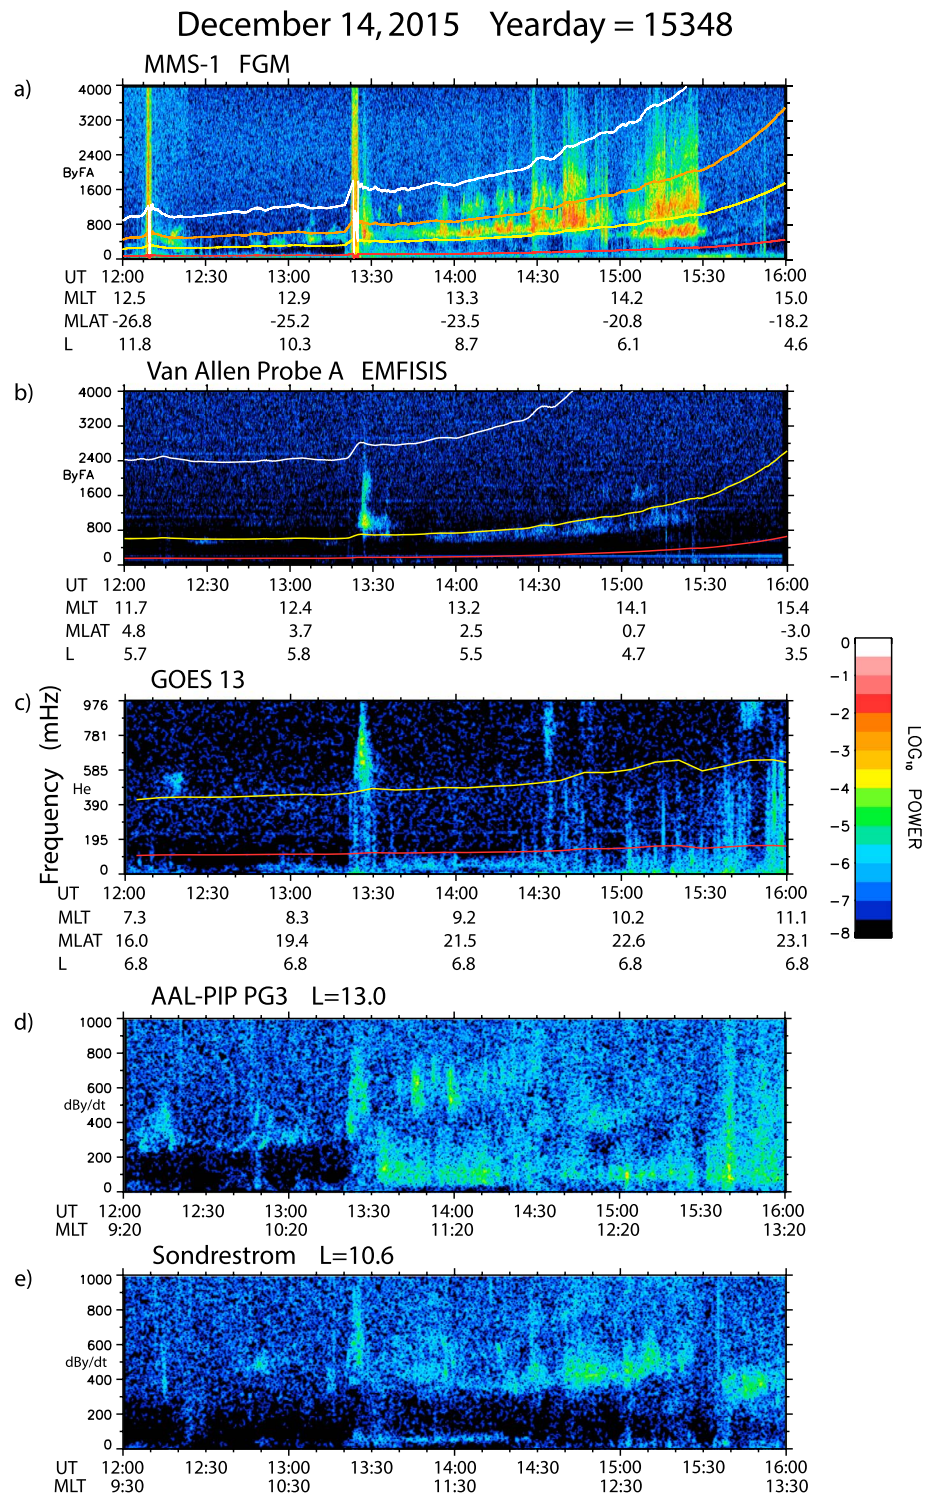 December 14, 2015 Yearday = 15348
MMS-1 FGM
a)
4000
3200
2400
ByFA
1600
800
0
UT 12:00 12:30 13:00 13:30 14:00 14:30 15:00 15:30 16:00
MLT 12.5 12.9 13.3 14.2 15.0
MLAT -26.8 -25.2 -23.5 -20.8 -18.2
L 11.8 10.3 8.7 6.1 4.6
Van Allen Probe A EMFISIS
b)
4000
3200
2400
ByFA
1600
800
0
UT 12:00 12:30 13:00 13:30 14:00 14:30 15:00 15:30 16:00
MLT 11.7 12.4 13.2 14.1 15.4
MLAT 4.8 3.7 2.5 0.7 -3.0
L 5.7 5.8 5.5 4.7 3.5
GOES 13
c)
Frequency (mHz)
976
781
585
He
390
195
0
UT 12:00 12:30 13:00 13:30 14:00 14:30 15:00 15:30 16:00
MLT 7.3 8.3 9.2 10.2 11.1
MLAT 16.0 19.4 21.5 22.6 23.1
L 6.8 6.8 6.8 6.8 6.8
0
-1
-2
-3
-4
-5
-6
-7
-8
LOG10 POWER
AAL-PIP PG3 L=13.0
d)
1000
800
600
dBy/dt
400
200
0
UT 12:00 12:30 13:00 13:30 14:00 14:30 15:00 15:30 16:00
MLT 9:20 10:20 11:20 12:20 13:20
Sondrestrom L=10.6
e)
1000
800
600
dBy/dt
400
200
0
UT 12:00 12:30 13:00 13:30 14:00 14:30 15:00 15:30 16:00
MLT 9:30 10:30 11:30 12:30 13:30